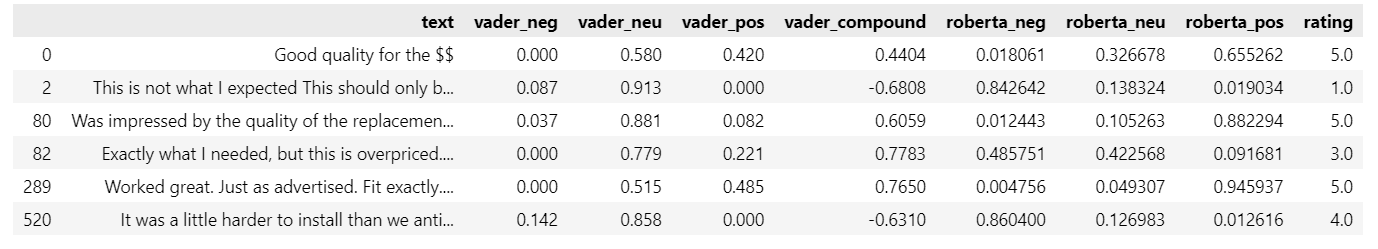 text vader_neg vader_neu vader_pos vader_compound roberta_neg roberta_neu roberta_pos rating
0 Good quality for the $$ 0.000 0.580 0.420 0.4404 0.018061 0.326678 0.655262 5.0
2 This is not what I expected This should only b... 0.087 0.913 0.000 -0.6808 0.842642 0.138324 0.019034 1.0
80 Was impressed by the quality of the replacemen... 0.037 0.881 0.082 0.6059 0.012443 0.105263 0.882294 5.0
82 Exactly what I needed, but this is overpriced.... 0.000 0.779 0.221 0.7783 0.485751 0.422568 0.091681 3.0
289 Worked great. Just as advertised. Fit exactly.... 0.000 0.515 0.485 0.7650 0.004756 0.049307 0.945937 5.0
520 It was a little harder to install than we anti... 0.142 0.858 0.000 -0.6310 0.860400 0.126983 0.012616 4.0